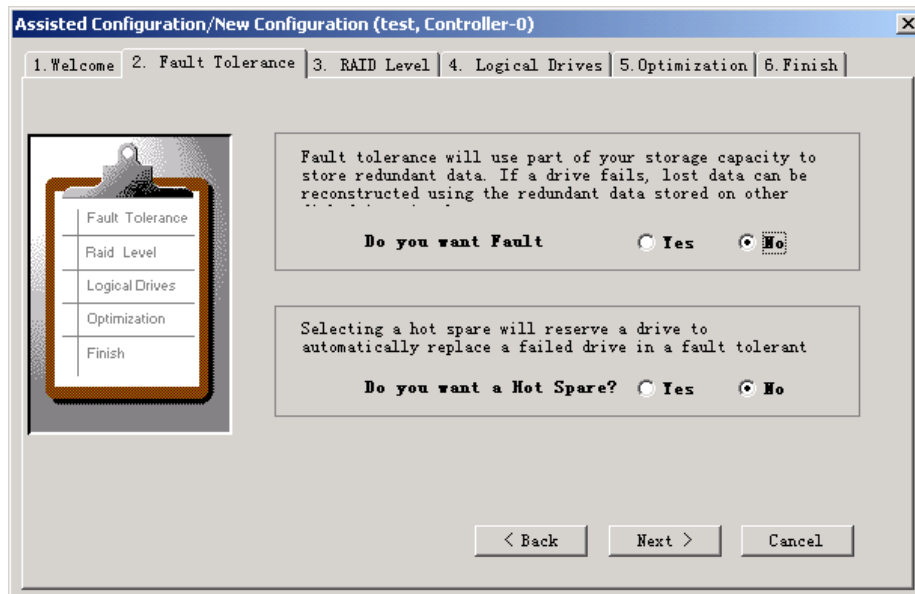 Assisted Configuration/New Configuration (test, Controller-0)
1.Welcome 2. Fault Tolerance 3. RAID Level 4. Logical Drives 5.Optimization 6.Finish
Fault Tolerance
Raid Level
Logical Drives
Optimization
Finish
Fault tolerance will use part of your storage capacity to
store redundant data. If a drive fails, lost data can be
reconstructed using the redundant data stored on other
Do you want Fault Yes No
Selecting a hot spare will reserve a drive to
automatically replace a failed drive in a fault tolerant
Do you want a Hot Spare? Yes No
< Back Next > Cancel